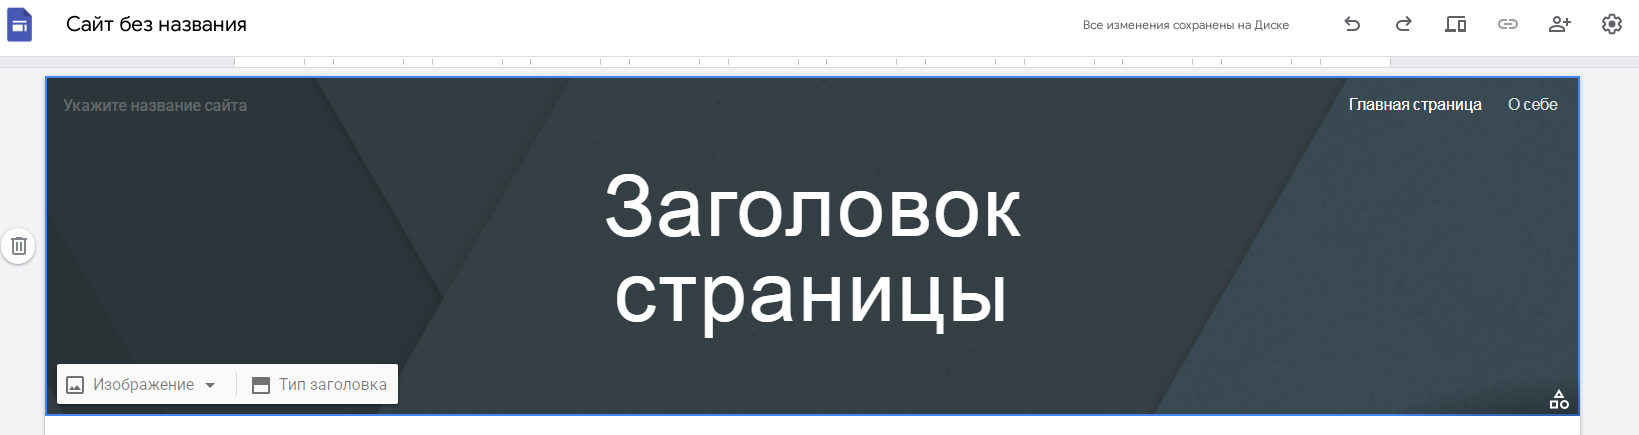 Сайт без названия
Все изменения сохранены на Диске
Укажите название сайта
Главная страница
О себе
Заголовок
страницы
Изображение
Тип заголовка